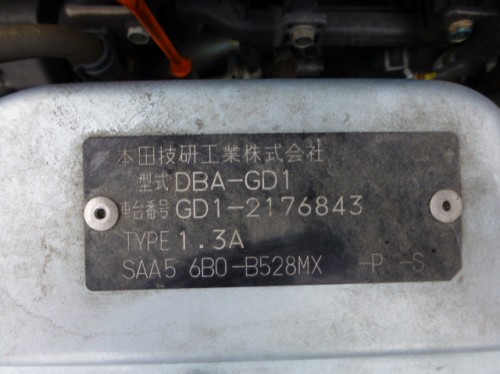 本田技研工業株式会社
型式 DBA-GD1
車台番号 GD1-2176843
TYPE 1.3A
SAA5 6B0-B528MX -P -S